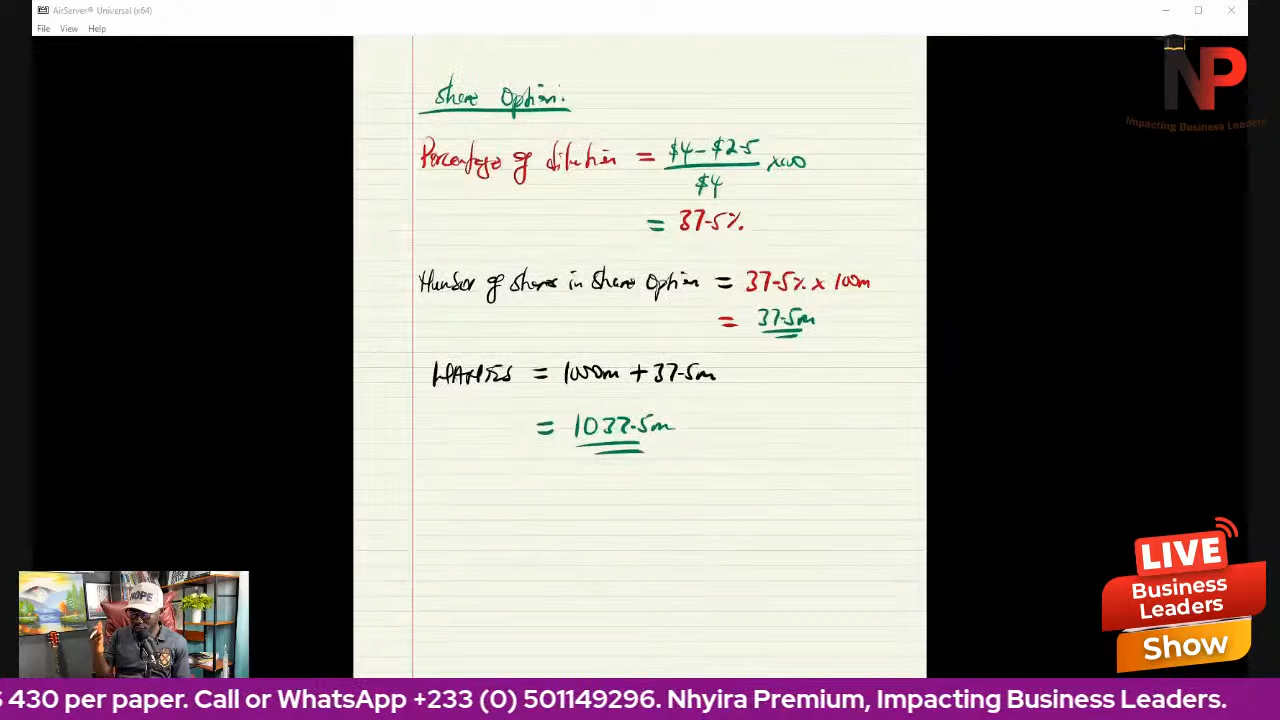 AirServer® Universal (x64)
File View Help
NP
Impacting Business Leaders
Share Option:
Percentage of dilution = $4 - $2.5
$4
x100
= 37.5%
Number of shares in share option = 37.5% x 100m
= 37.5m
= 1000m + 37.5m
= 1037.5m
HOPE
LIVE
Business
Leaders
Show
430 per paper. Call or WhatsApp +233 (0) 501149296. Nhyira Premium, Impacting Business Leaders.